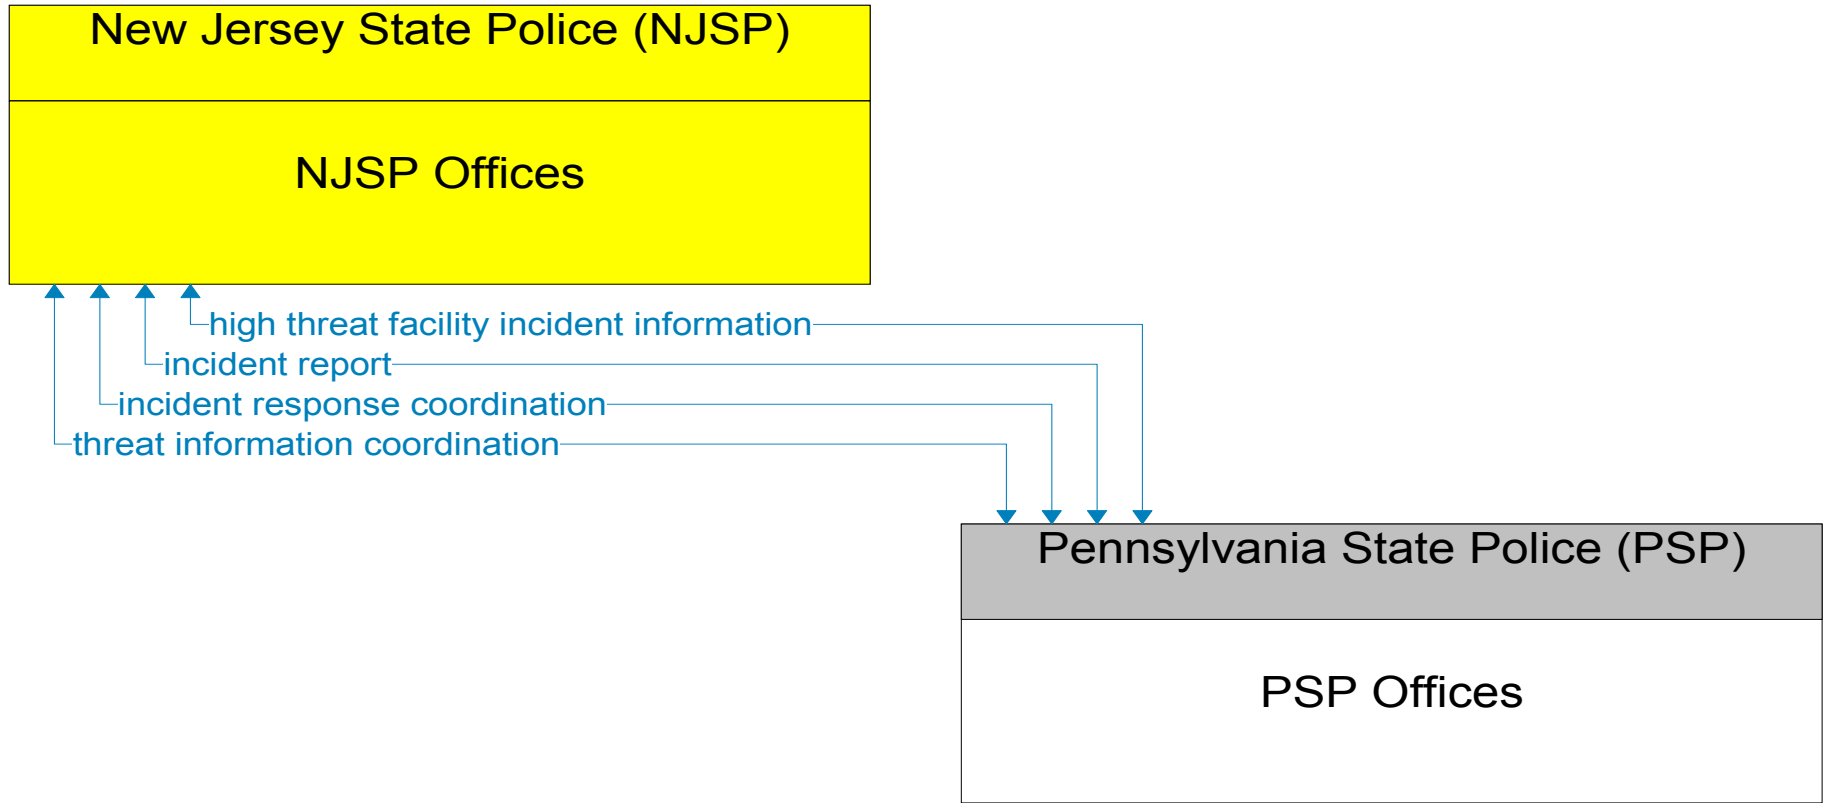 New Jersey State Police (NJSP)
NJSP Offices
high threat facility incident information
incident report
incident response coordination
threat information coordination
Pennsylvania State Police (PSP)
PSP Offices